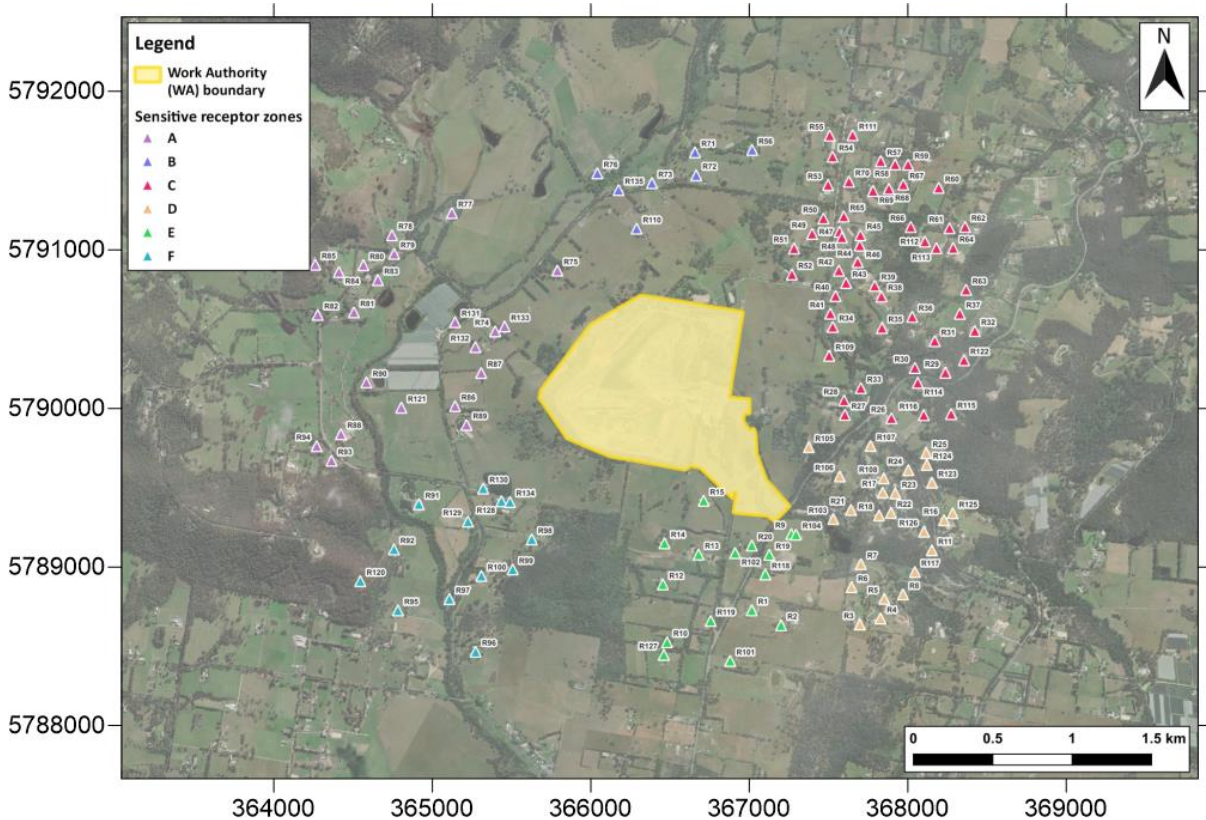 Legend
Work Authority
(WA) boundary
Sensitive receptor zones
A
B
C
D
E
F
N
5792000
5791000
5790000
5789000
5788000
364000 365000 366000 367000 368000 369000
0 0.5 1 1.5 km
R55 R111
R54 R57 R59
R71 R56
R76 R135 R73 R72
R53 R70 R58 R67 R60
R69 R68
R77 R110
R50 R65
R49 R47 R45 R66 R61 R62
R78
R79
R51 R48 R44 R46 R112 R113 R64
R85 R80 R75
R84 R83 R52 R42 R43 R39
R40 R38 R63
R82 R81 R41 R36 R37
R131 R74 R133 R34 R35 R32
R132 R31
R109 R122
R87 R30 R29
R90 R33 R114
R121 R86 R28
R27 R26 R116 R115
R89
R88
R94 R105 R107 R25
R93 R24 R124
R106 R108 R123
R130 R17 R23
R91 R134 R15 R21 R18 R22 R16 R125
R129 R128 R103
R98 R9 R104 R126
R92 R14 R13 R20 R19 R11
R99 R102 R7 R117
R120 R100 R12 R118 R6
R97 R5 R8
R95 R119 R1 R2 R3 R4
R96 R10
R127 R101